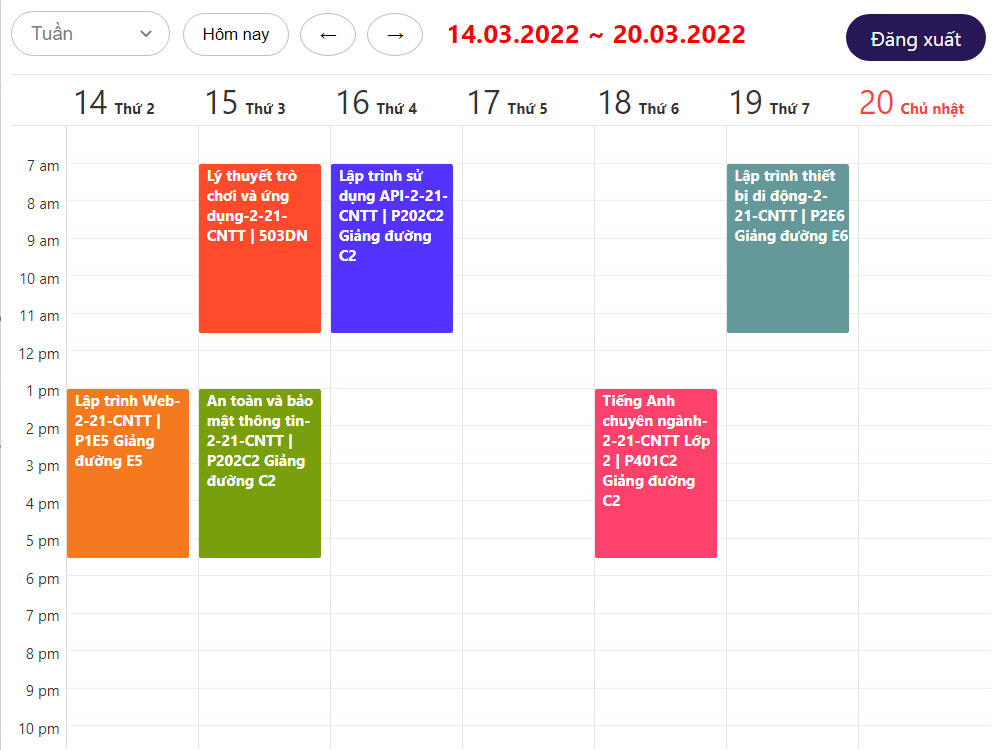 Tuần
Hôm nay
←
→
14.03.2022 ~ 20.03.2022
Đăng xuất
14 Thứ 2
15 Thứ 3
16 Thứ 4
17 Thứ 5
18 Thứ 6
19 Thứ 7
20 Chủ nhật
7 am
8 am
9 am
10 am
11 am
12 pm
1 pm
2 pm
3 pm
4 pm
5 pm
6 pm
7 pm
8 pm
9 pm
10 pm
Lập trình Web-
2-21-CNTT |
P1E5 Giảng
đường E5
Lý thuyết trò
chơi và ứng
dụng-2-21-
CNTT | 503DN
An toàn và bảo
mật thông tin-
2-21-CNTT |
P202C2 Giảng
đường C2
Lập trình sử
dụng API-2-21-
CNTT | P202C2
Giảng đường
C2
Tiếng Anh
chuyên ngành-
2-21-CNTT Lớp
2 | P401C2
Giảng đường
C2
Lập trình thiết
bị di động-2-
21-CNTT | P2E6
Giảng đường E6